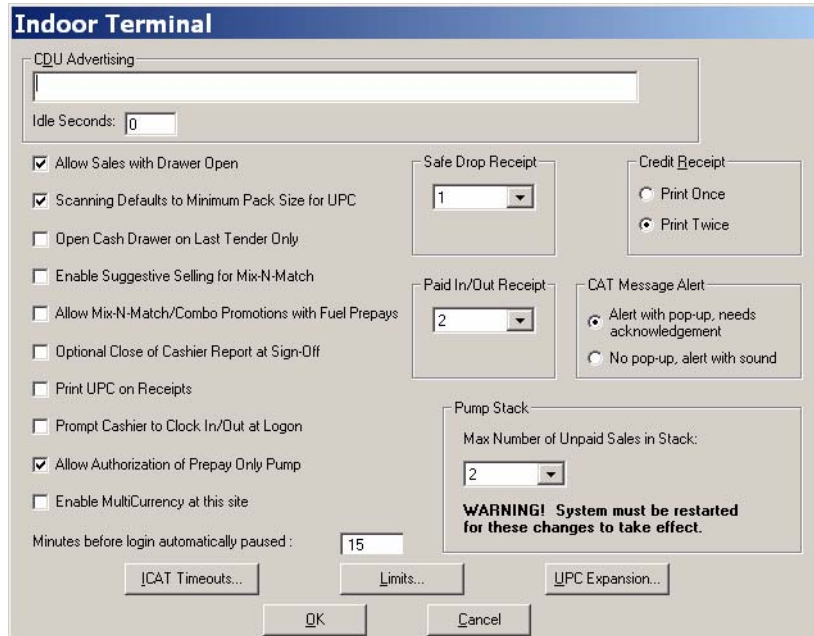 Indoor Terminal
CDU Advertising
Idle Seconds: 0
Allow Sales with Drawer Open
Scanning Defaults to Minimum Pack Size for UPC
Open Cash Drawer on Last Tender Only
Enable Suggestive Selling for Mix-N-Match
Allow Mix-N-Match/Combo Promotions with Fuel Prepays
Optional Close of Cashier Report at Sign-Off
Print UPC on Receipts
Prompt Cashier to Clock In/Out at Logon
Allow Authorization of Prepay Only Pump
Enable MultiCurrency at this site
Minutes before login automatically paused : 15
Safe Drop Receipt
1
Credit Receipt
Print Once
Print Twice
Paid In/Out Receipt
2
CAT Message Alert
Alert with pop-up, needs
acknowledgement
No pop-up, alert with sound
Pump Stack
Max Number of Unpaid Sales in Stack:
2
WARNING! System must be restarted
for these changes to take effect.
ICAT Timeouts...
Limits...
UPC Expansion...
OK
Cancel